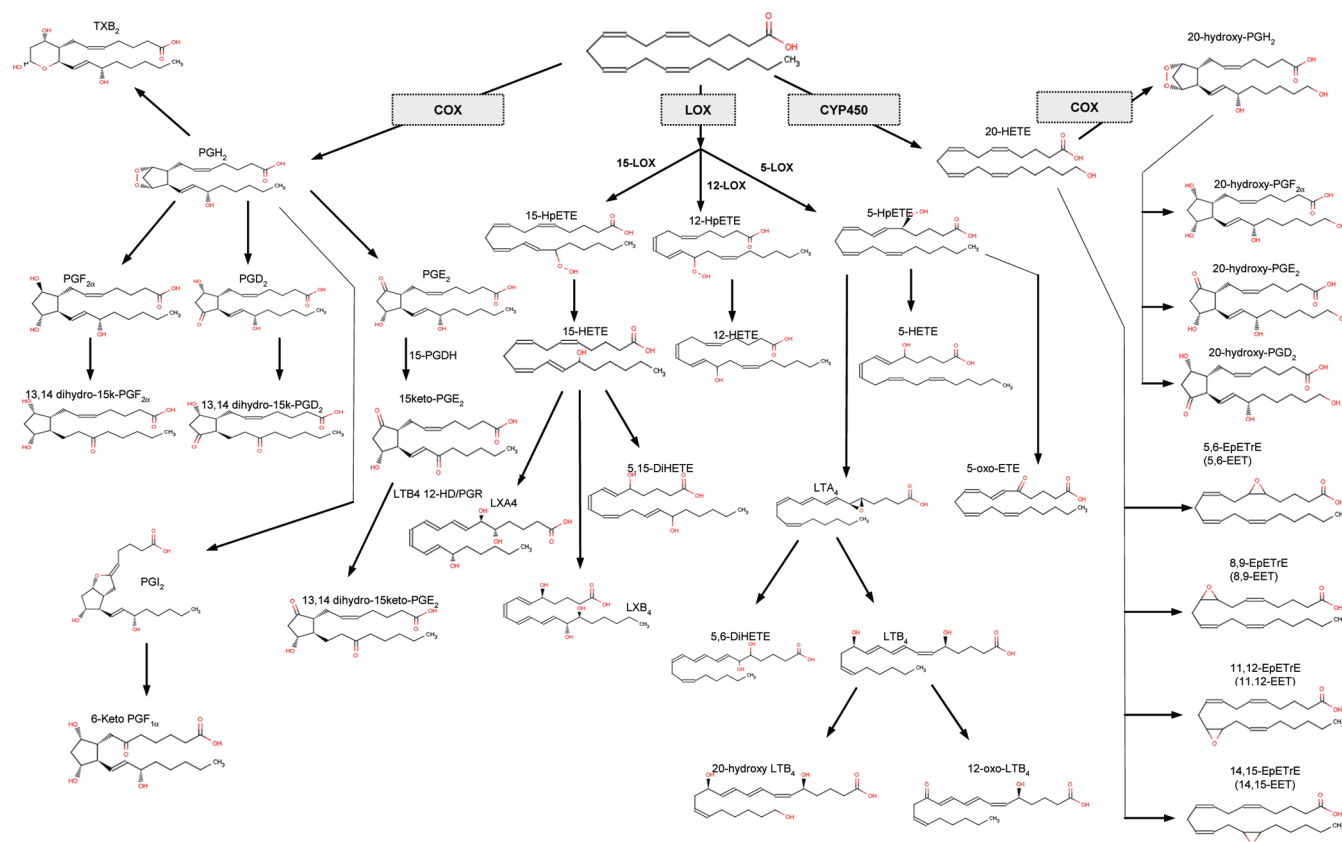 TXB2
20-hydroxy-PGH2
COX
LOX
CYP450
COX
20-HETE
PGH2
15-LOX
12-LOX
5-LOX
15-HpETE
12-HpETE
5-HpETE
20-hydroxy-PGF2α
PGF2α
PGD2
PGE2
20-hydroxy-PGE2
15-HETE
12-HETE
5-HETE
15-PGDH
20-hydroxy-PGD2
13,14 dihydro-15k-PGF2α
13,14 dihydro-15k-PGD2
15keto-PGE2
5,6-EpETrE
(5,6-EET)
5,15-DiHETE
5-oxo-ETE
LTB4 12-HD/PGR
LXA4
LTA4
8,9-EpETrE
(8,9-EET)
PGI2
13,14 dihydro-15keto-PGE2
LXB4
5,6-DiHETE
LTB4
11,12-EpETrE
(11,12-EET)
6-Keto PGF1α
20-hydroxy LTB4
12-oxo-LTB4
14,15-EpETrE
(14,15-EET)